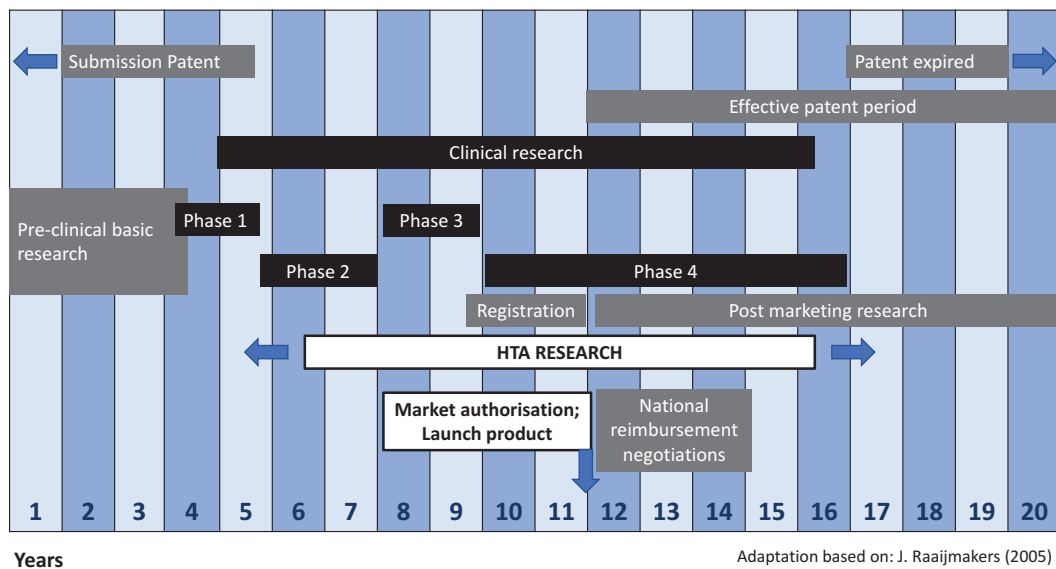 Submission Patent
Patent expired
Effective patent period
Clinical research
Pre-clinical basic
research
Phase 1
Phase 3
Phase 2
Phase 4
Registration
Post marketing research
HTA RESEARCH
Market authorisation;
Launch product
National
reimbursement
negotiations
1 2 3 4 5 6 7 8 9 10 11 12 13 14 15 16 17 18 19 20
Years
Adaptation based on: J. Raaijmakers (2005)